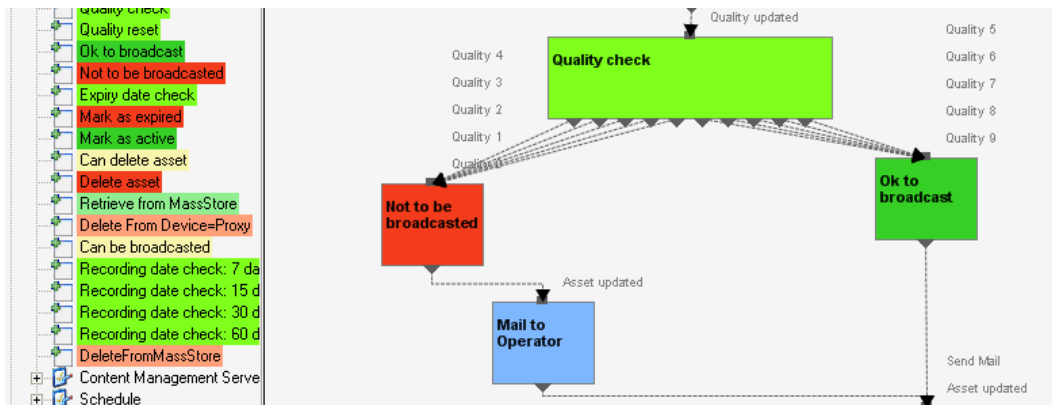 Quality check
Quality reset
Ok to broadcast
Not to be broadcasted
Expiry date check
Mark as expired
Mark as active
Can delete asset
Delete asset
Retrieve from MassStore
Delete From Device=Proxy
Can be broadcasted
Recording date check: 7 da
Recording date check: 15 d
Recording date check: 30 d
Recording date check: 60 d
DeleteFromMassStore
Content Management Serve
Schedule
Quality updated
Quality 4
Quality 3
Quality 2
Quality 1
Quality check
Quality 5
Quality 6
Quality 7
Quality 8
Quality 9
Not to be
broadcasted
Ok to
broadcast
Asset updated
Mail to
Operator
Send Mail
Asset updated